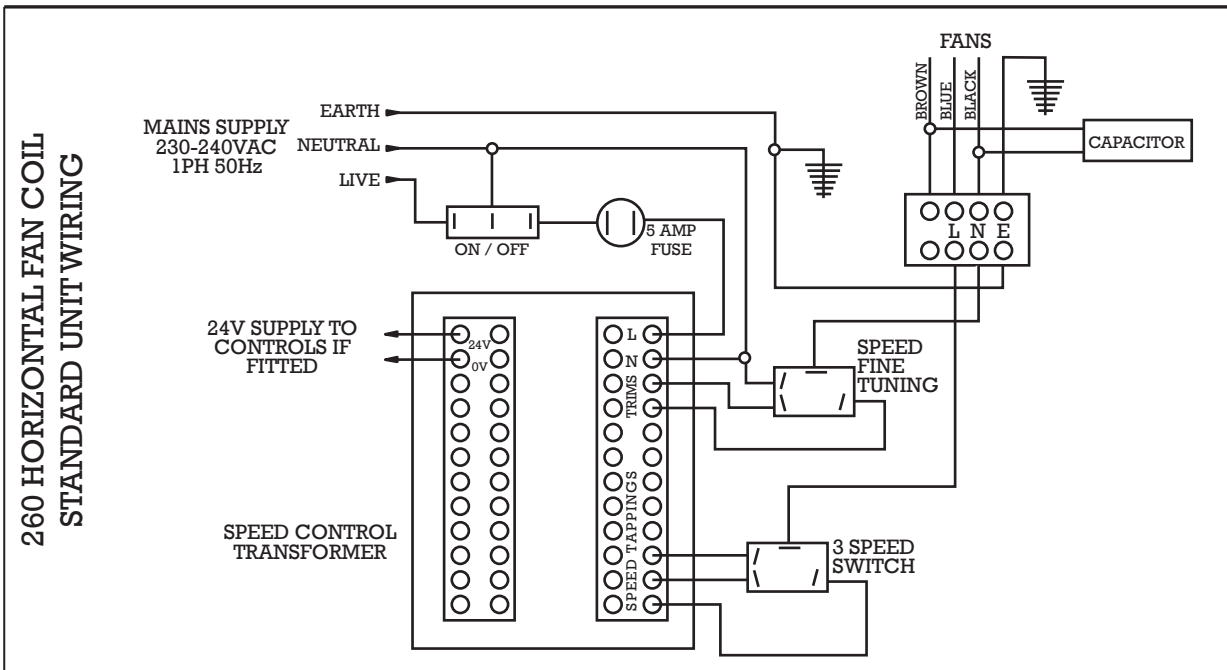 260 HORIZONTAL FAN COIL
STANDARD UNIT WIRING
MAINS SUPPLY
230-240VAC
1PH 50Hz
EARTH
NEUTRAL
LIVE
ON / OFF
5 AMP
FUSE
FANS
BROWN
BLUE
BLACK
CAPACITOR
L N E
24V SUPPLY TO
CONTROLS IF
FITTED
24V
0V
L
N
TRIMS
SPEED TAPPINGS
SPEED
FINE
TUNING
SPEED CONTROL
TRANSFORMER
3 SPEED
SWITCH